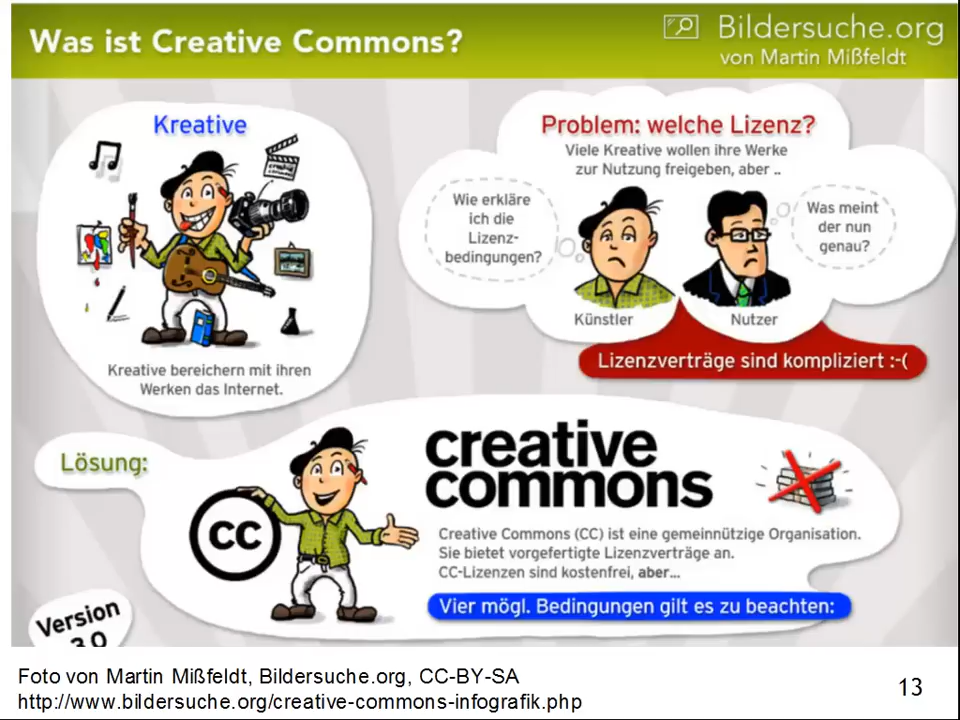 Was ist Creative Commons?
Bildersuche.org
von Martin Mißfeldt
Kreative
creative
commons
Kreative bereichern mit ihren
Werken das Internet.
Problem: welche Lizenz?
Viele Kreative wollen ihre Werke
zur Nutzung freigeben, aber ..
Wie erkläre
ich die
Lizenz-
bedingungen?
Was meint
der nun
genau?
Künstler
Nutzer
Lizenzverträge sind kompliziert :-(
Lösung:
cc
creative
commons
Creative Commons (CC) ist eine gemeinnützige Organisation.
Sie bietet vorgefertigte Lizenzverträge an.
CC-Lizenzen sind kostenfrei, aber...
Vier mögl. Bedingungen gilt es zu beachten:
Version
3.0
Foto von Martin Mißfeldt, Bildersuche.org, CC-BY-SA
http://www.bildersuche.org/creative-commons-infografik.php
13